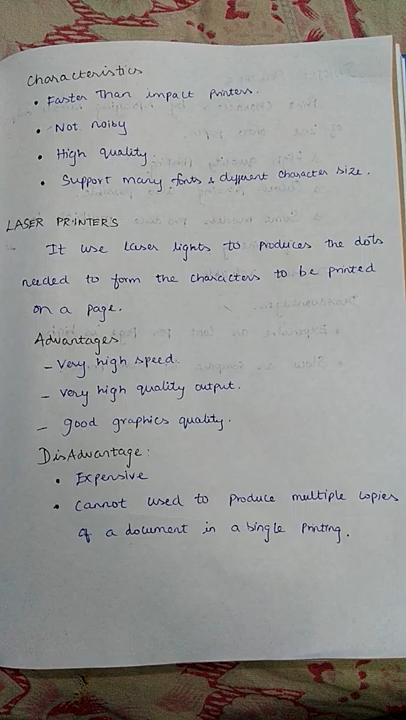 Characteristics
• Faster Than impact Printers.
• Not noisy
• High quality
• Support many fonts & different character size.
LASER PRINTER'S
It use laser lights to produces the dots
needed to form the characters to be printed
on a page.
Advantages
- Very high speed.
- very high quality output.
- good graphics quality.
DisAdvantage:
• Expensive
• Cannot used to produce multiple copies
of a document in a single printing.